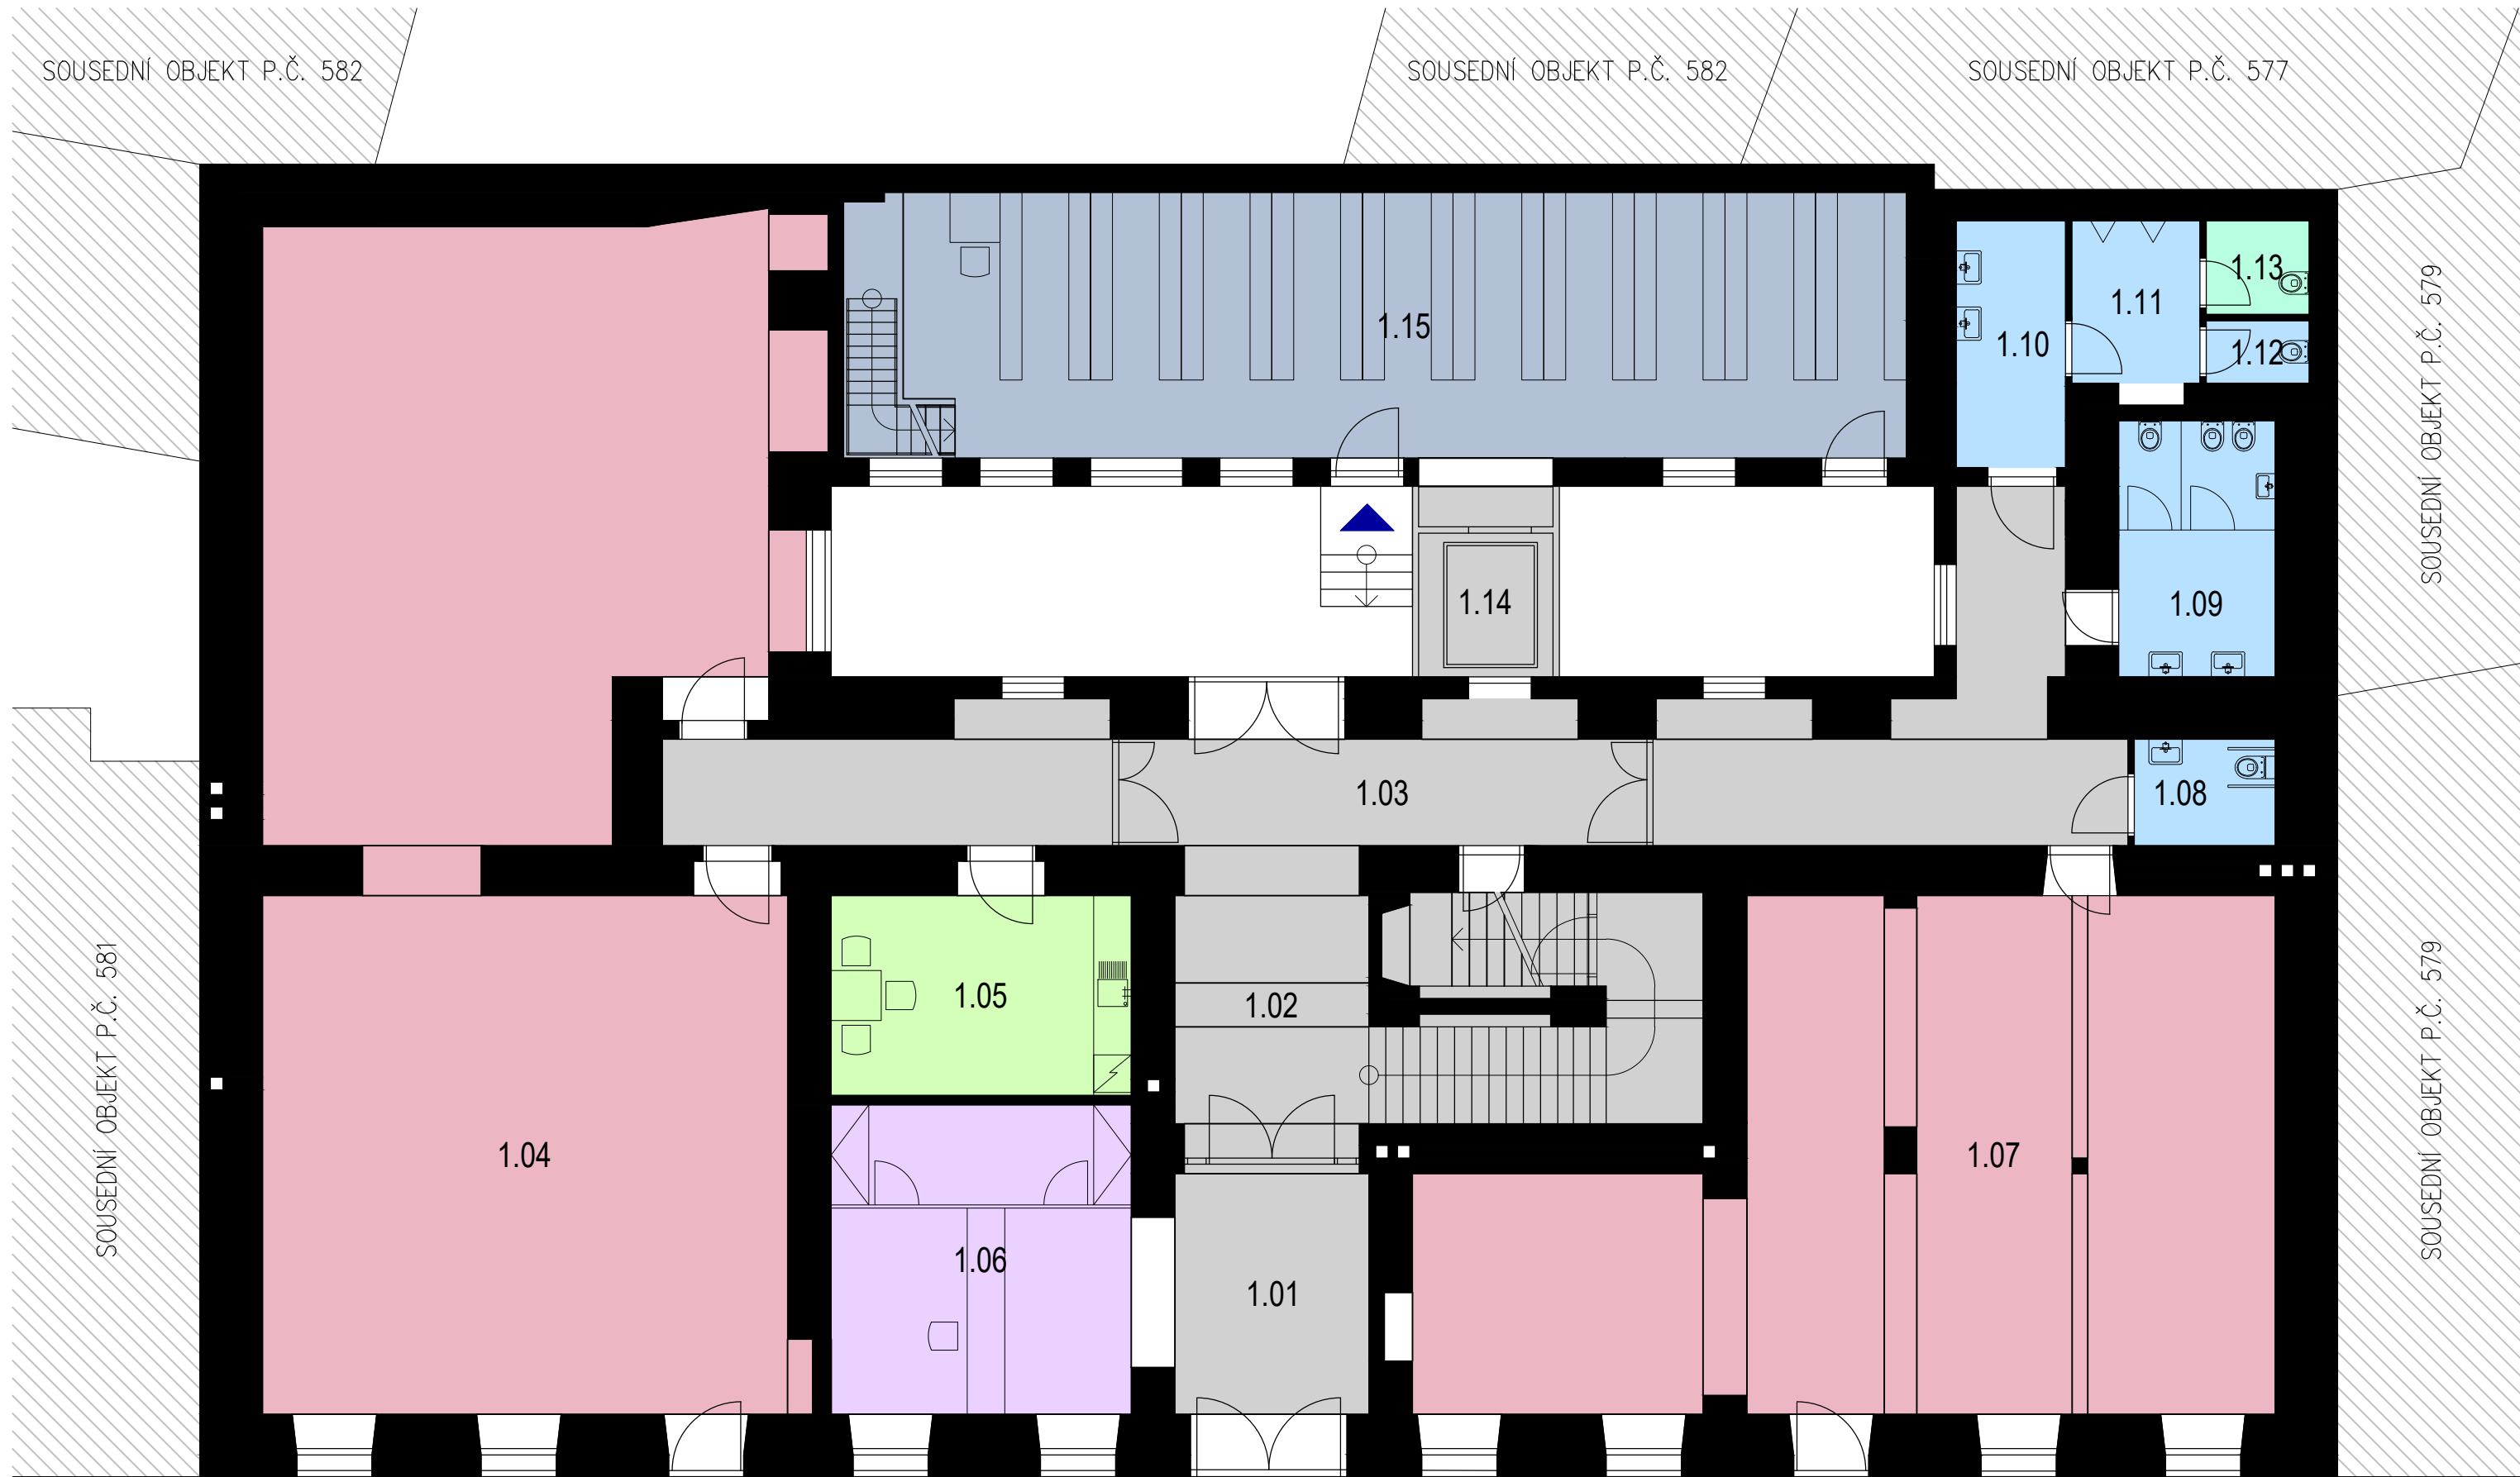 SOUSEDNÍ OBJEKT P.Č. 582
SOUSEDNÍ OBJEKT P.Č. 582
SOUSEDNÍ OBJEKT P.Č. 577
SOUSEDNÍ OBJEKT P.Č. 579
1.13
1.11
1.15
1.10
1.12
1.14
1.09
1.03
1.08
SOUSEDNÍ OBJEKT P.Č. 581
1.05
1.02
SOUSEDNÍ OBJEKT P.Č. 579
1.04
1.07
1.06
1.01